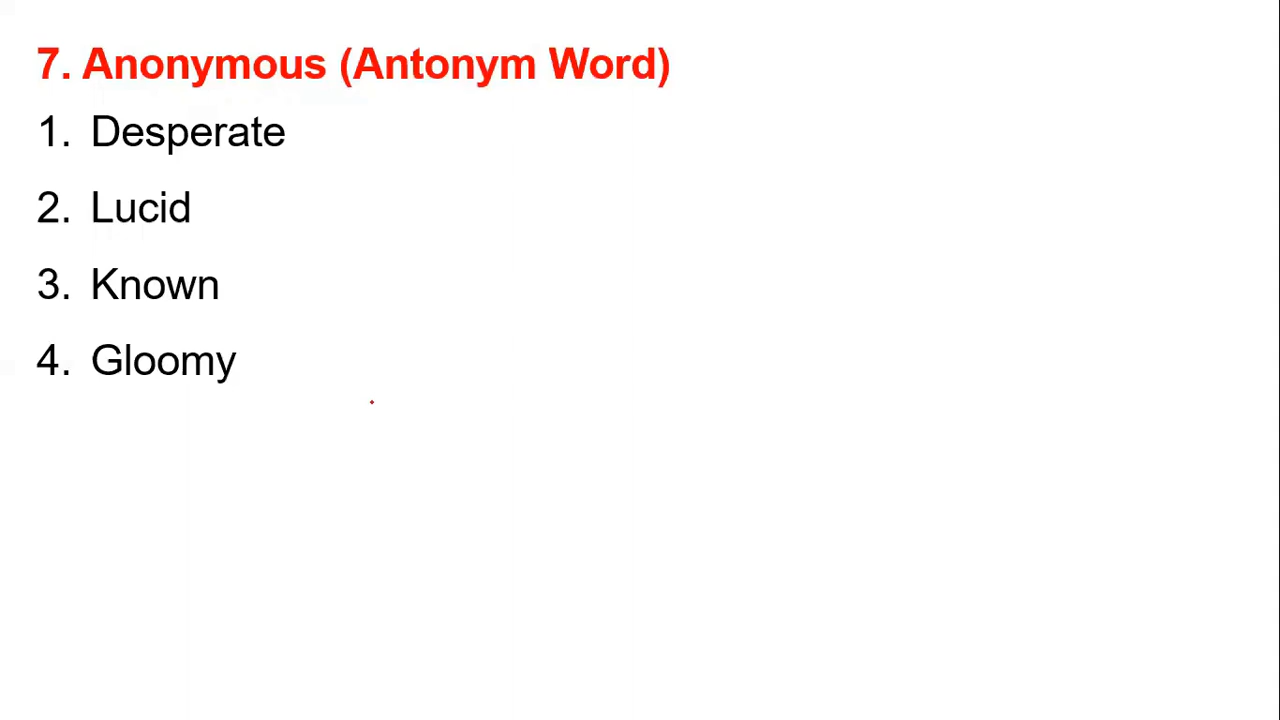 7. Anonymous (Antonym Word)
1. Desperate
2. Lucid
3. Known
4. Gloomy